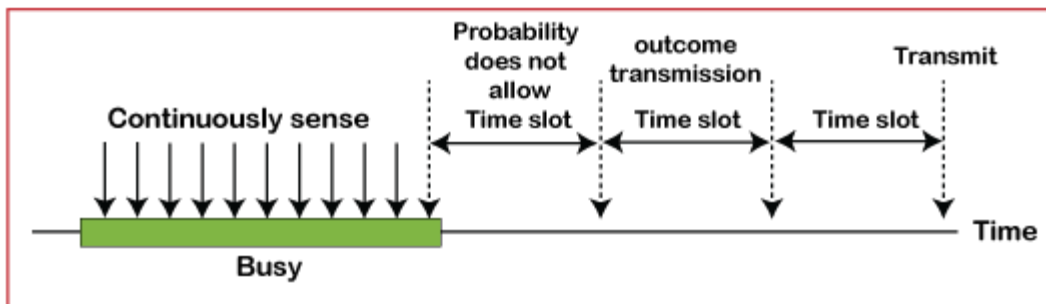 Probability
does not
allow
outcome
transmission
Transmit
Continuously sense
Time slot
Time slot
Time slot
Time
Busy